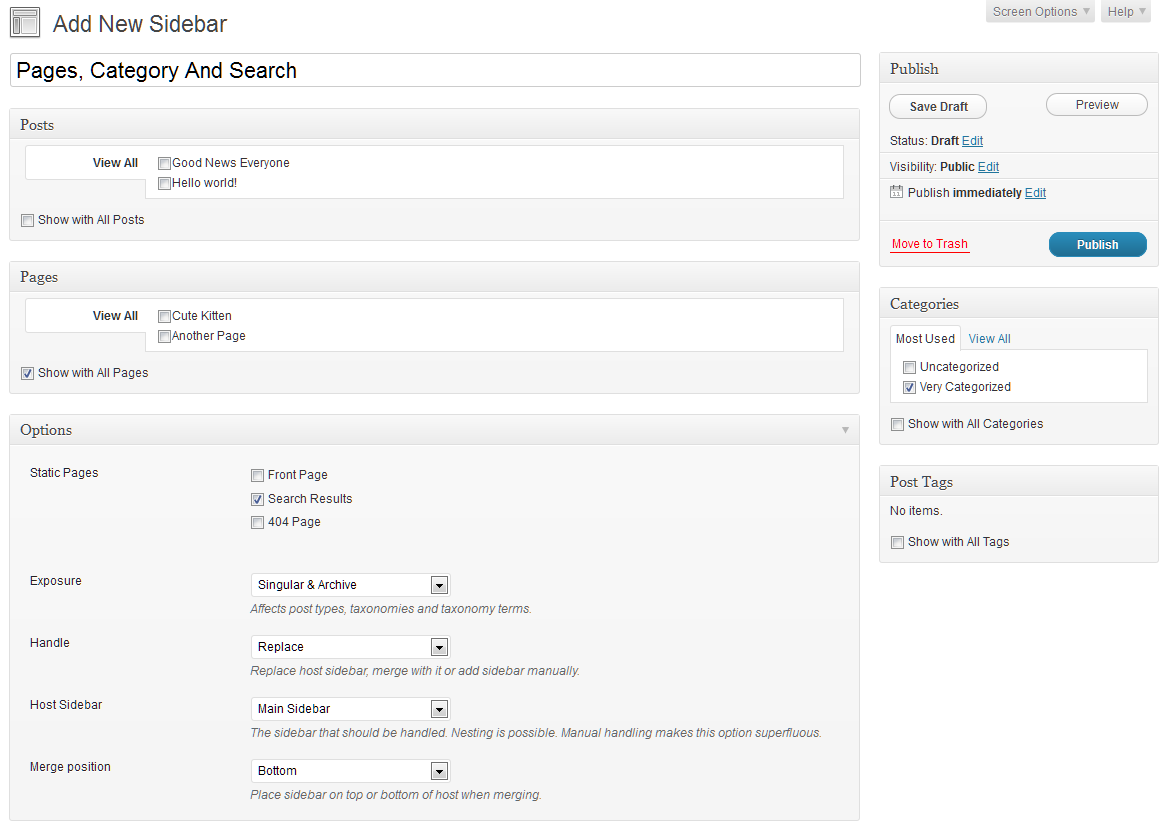 Add New Sidebar
Screen Options
Help
Pages, Category And Search
Posts
View All
Good News Everyone
Hello world!
Show with All Posts
Pages
View All
Cute Kitten
Another Page
Show with All Pages
Options
Static Pages
Front Page
Search Results
404 Page
Exposure
Singular & Archive
Affects post types, taxonomies and taxonomy terms.
Handle
Replace
Replace host sidebar, merge with it or add sidebar manually.
Host Sidebar
Main Sidebar
The sidebar that should be handled. Nesting is possible. Manual handling makes this option superfluous.
Merge position
Bottom
Place sidebar on top or bottom of host when merging.
Publish
Save Draft
Preview
Status: Draft Edit
Visibility: Public Edit
Publish immediately Edit
Move to Trash
Publish
Categories
Most Used
View All
Uncategorized
Very Categorized
Show with All Categories
Post Tags
No items.
Show with All Tags